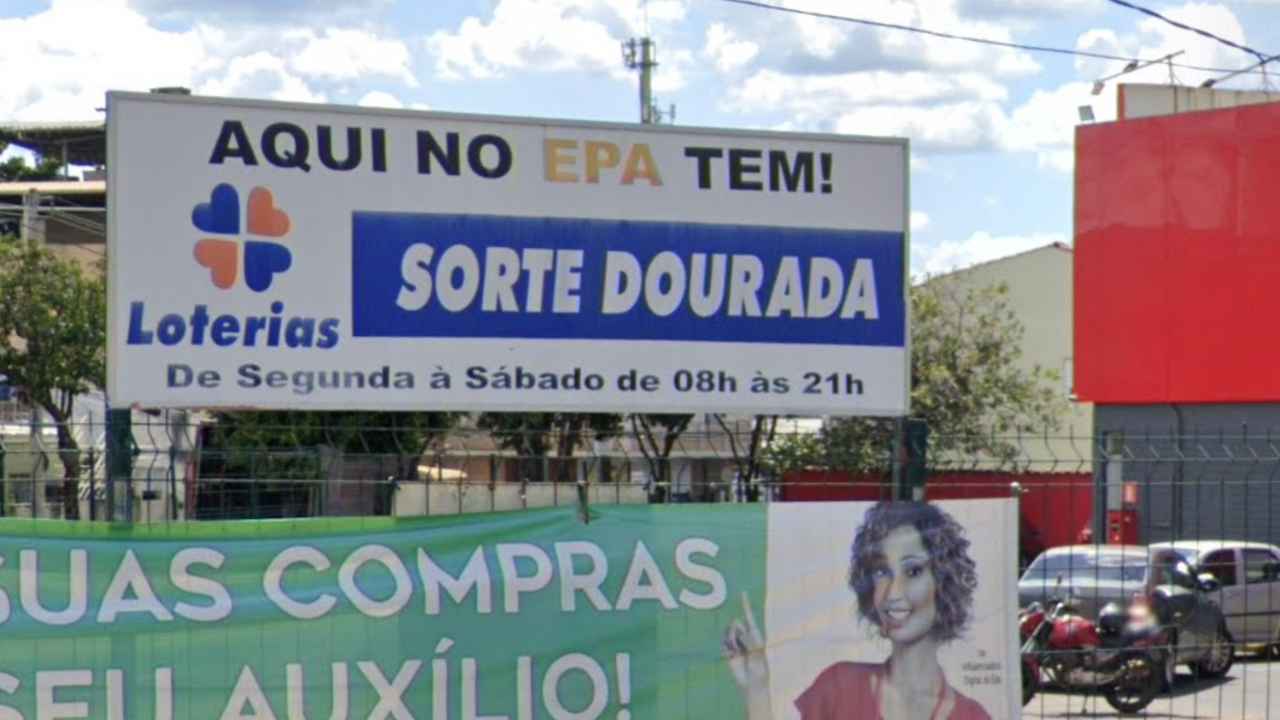 AQUI NO EPA TEM!
SORTE DOURADA
Loterias
De Segunda à Sábado de 08h às 21h
SUAS COMPRAS
SEU AUXÍLIO!